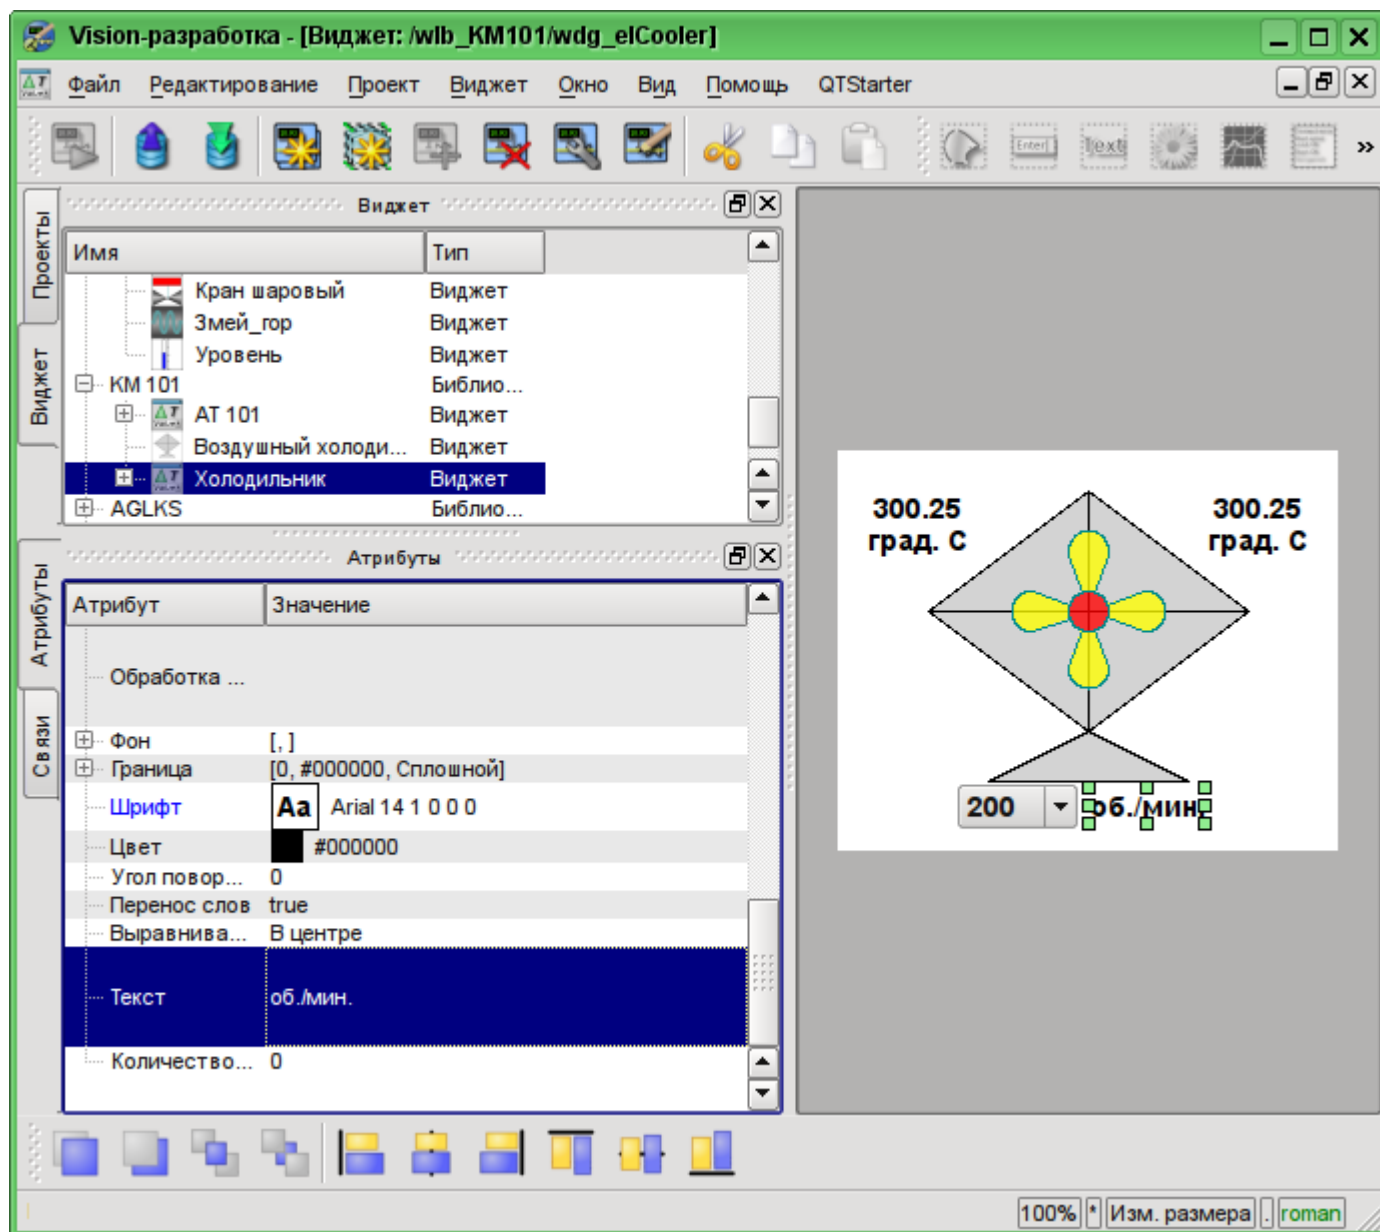 Vision-разработка - [Виджет: /wlb_KM101/wdg_elCooler]
Файл Редактирование Проект Виджет Окно Вид Помощь QTStarter
Enter Text »
Проекты
Виджет
Виджет
Имя Тип
Кран шаровый Виджет
Змей_гор Виджет
Уровень Виджет
КМ 101 Библио...
АТ 101 Виджет
Воздушный холоди... Виджет
Холодильник Виджет
AGLKS Библио...
Атрибуты
Связи
Атрибуты
Атрибут Значение
Обработка ...
Фон [, ]
Граница [0, #000000, Сплошной]
Шрифт Aa Arial 14 1 0 0 0
Цвет #000000
Угол повор... 0
Перенос слов true
Выравнива... В центре
Текст об./мин.
Количество... 0
300.25
град. С
300.25
град. С
200 об./мин.
100% * Изм. размера . roman